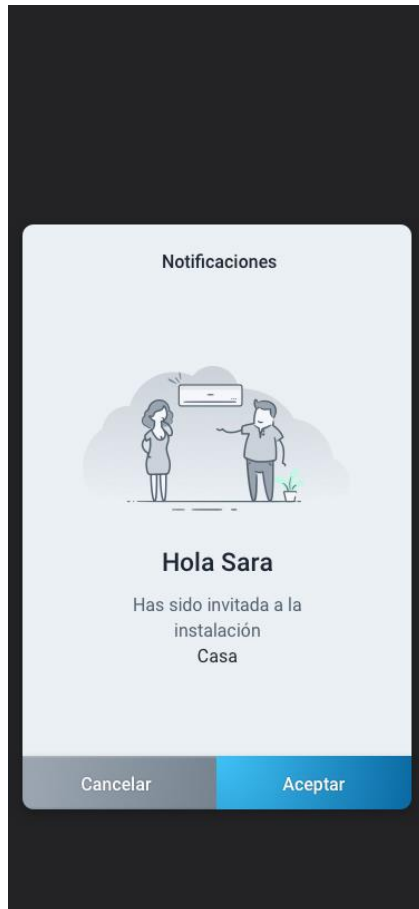 Notificaciones
Hola Sara
Has sido invitada a la
instalación
Casa
Cancelar
Aceptar